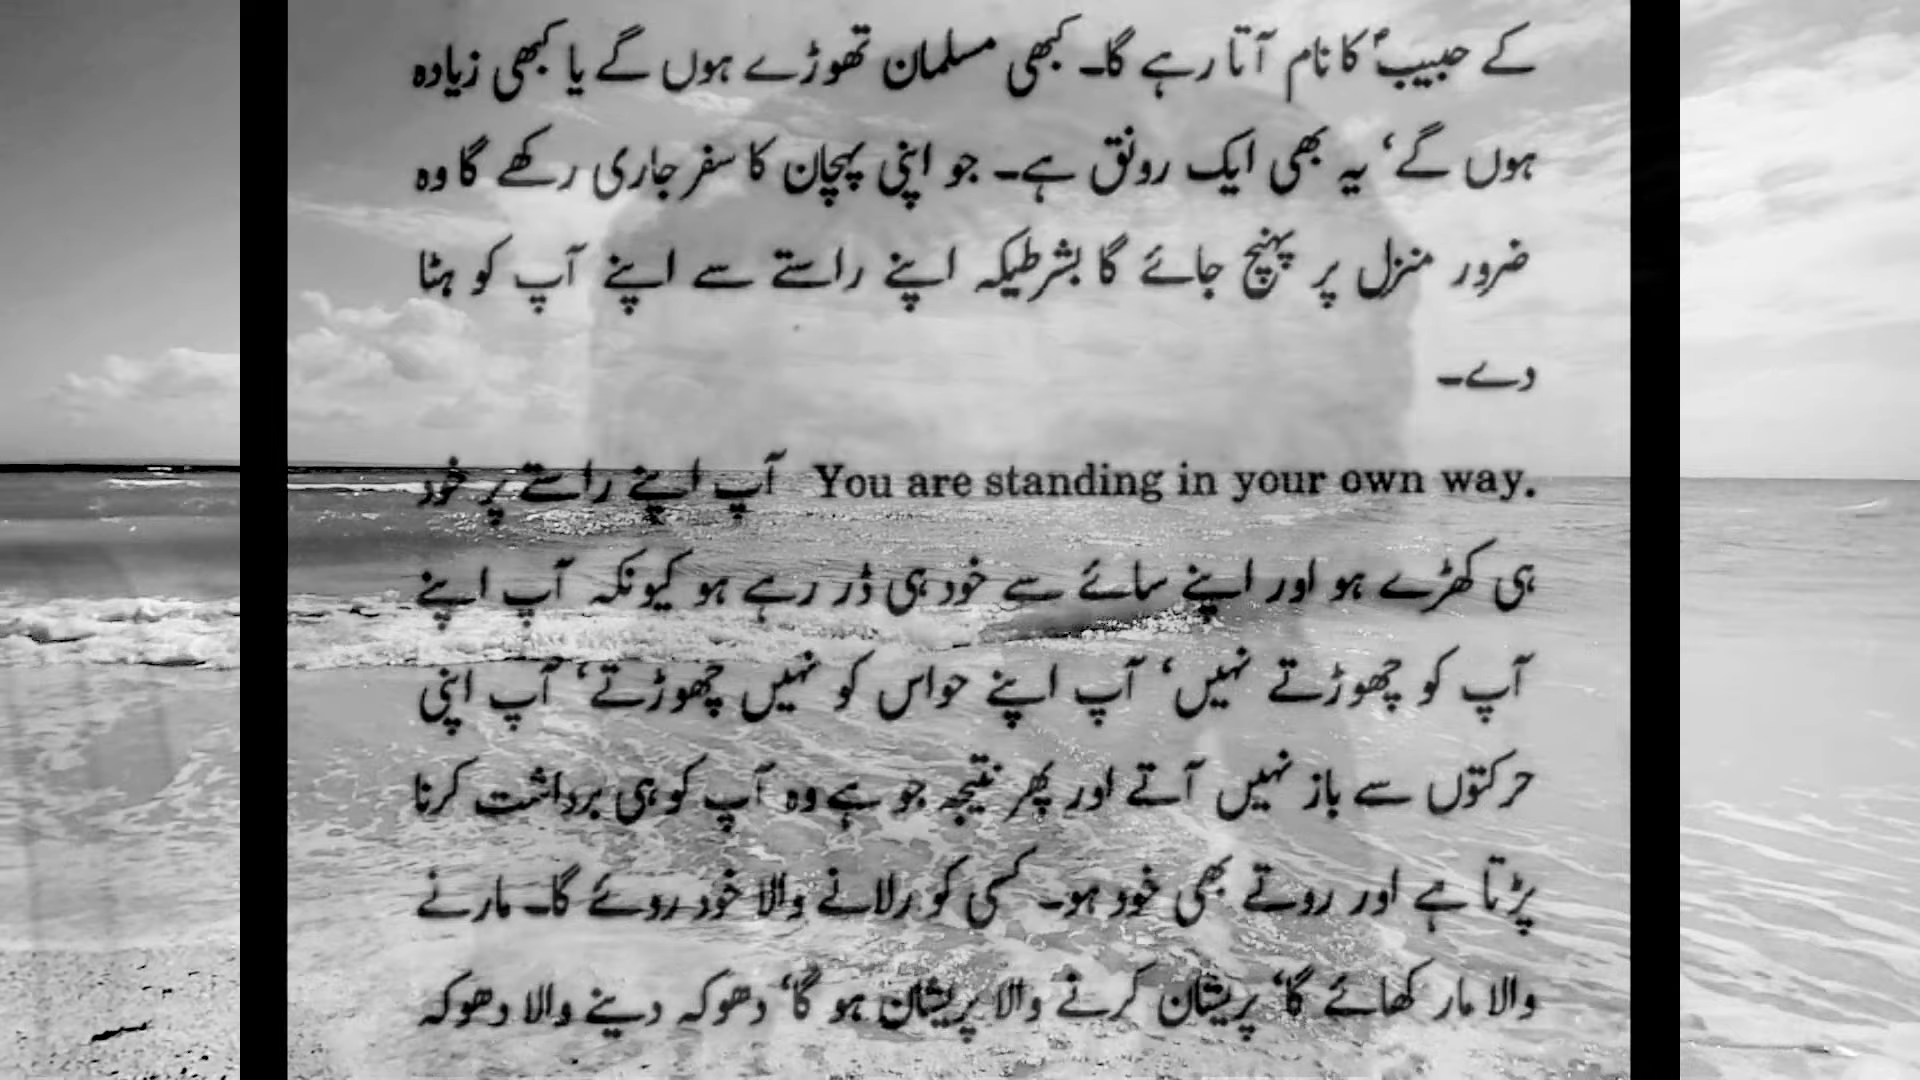 کے حبیبؐ کا نام آتا رہے گا۔ کبھی مسلمان تھوڑے ہوں گے یا کبھی زیادہ
ہوں گے‘ یہ بھی ایک رونق ہے۔ جو اپنی پہچان کا سفر جاری رکھے گا وہ
ضرور منزل پر پہنچ جائے گا بشرطیکہ اپنے راستے سے اپنے آپ کو ہٹا
دے۔
You are standing in your own way. آپ اپنے راستے پر خود
ہی کھڑے ہو اور اپنے سائے سے خود ہی ڈر رہے ہو کیونکہ آپ اپنے
آپ کو چھوڑتے نہیں‘ آپ اپنے حواس کو نہیں چھوڑتے‘ آپ اپنی
حرکتوں سے باز نہیں آتے اور پھر نتیجہ جو ہے وہ آپ کو ہی برداشت کرنا
پڑتا ہے اور روتے بھی خود ہو۔ کسی کو رلانے والا خود روئے گا۔ مارنے
والا مار کھائے گا‘ پریشان کرنے والا پریشان ہو گا‘ دھوکہ دینے والا دھوکہ